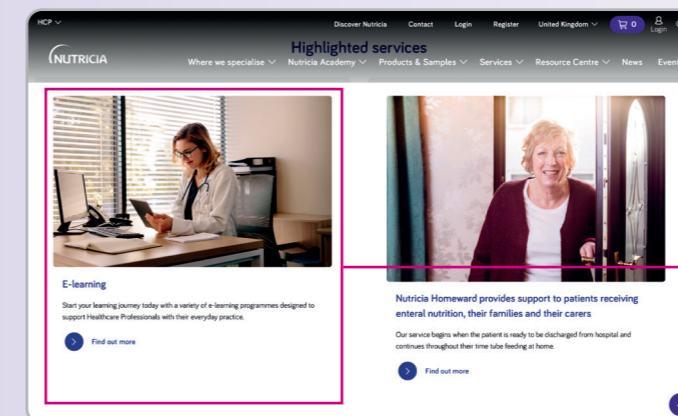 HCP
Discover Nutricia Contact Login Register United Kingdom 0 Login
Highlighted services
NUTRICIA
Where we specialise Nutricia Academy Products & Samples Services Resource Centre News Event
E-learning
Start your learning journey today with a variety of e-learning programmes designed to
support Healthcare Professionals with their everyday practice.
Find out more
Nutricia Homeward provides support to patients receiving
enteral nutrition, their families and their carers
Our service begins when the patient is ready to be discharged from hospital and
continues throughout their time tube feeding at home.
Find out more